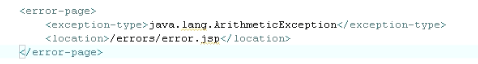 <error-page>
<exception-type>java.lang.ArithmeticException</exception-type>
<location>/errors/error.jsp</location>
</error-page>